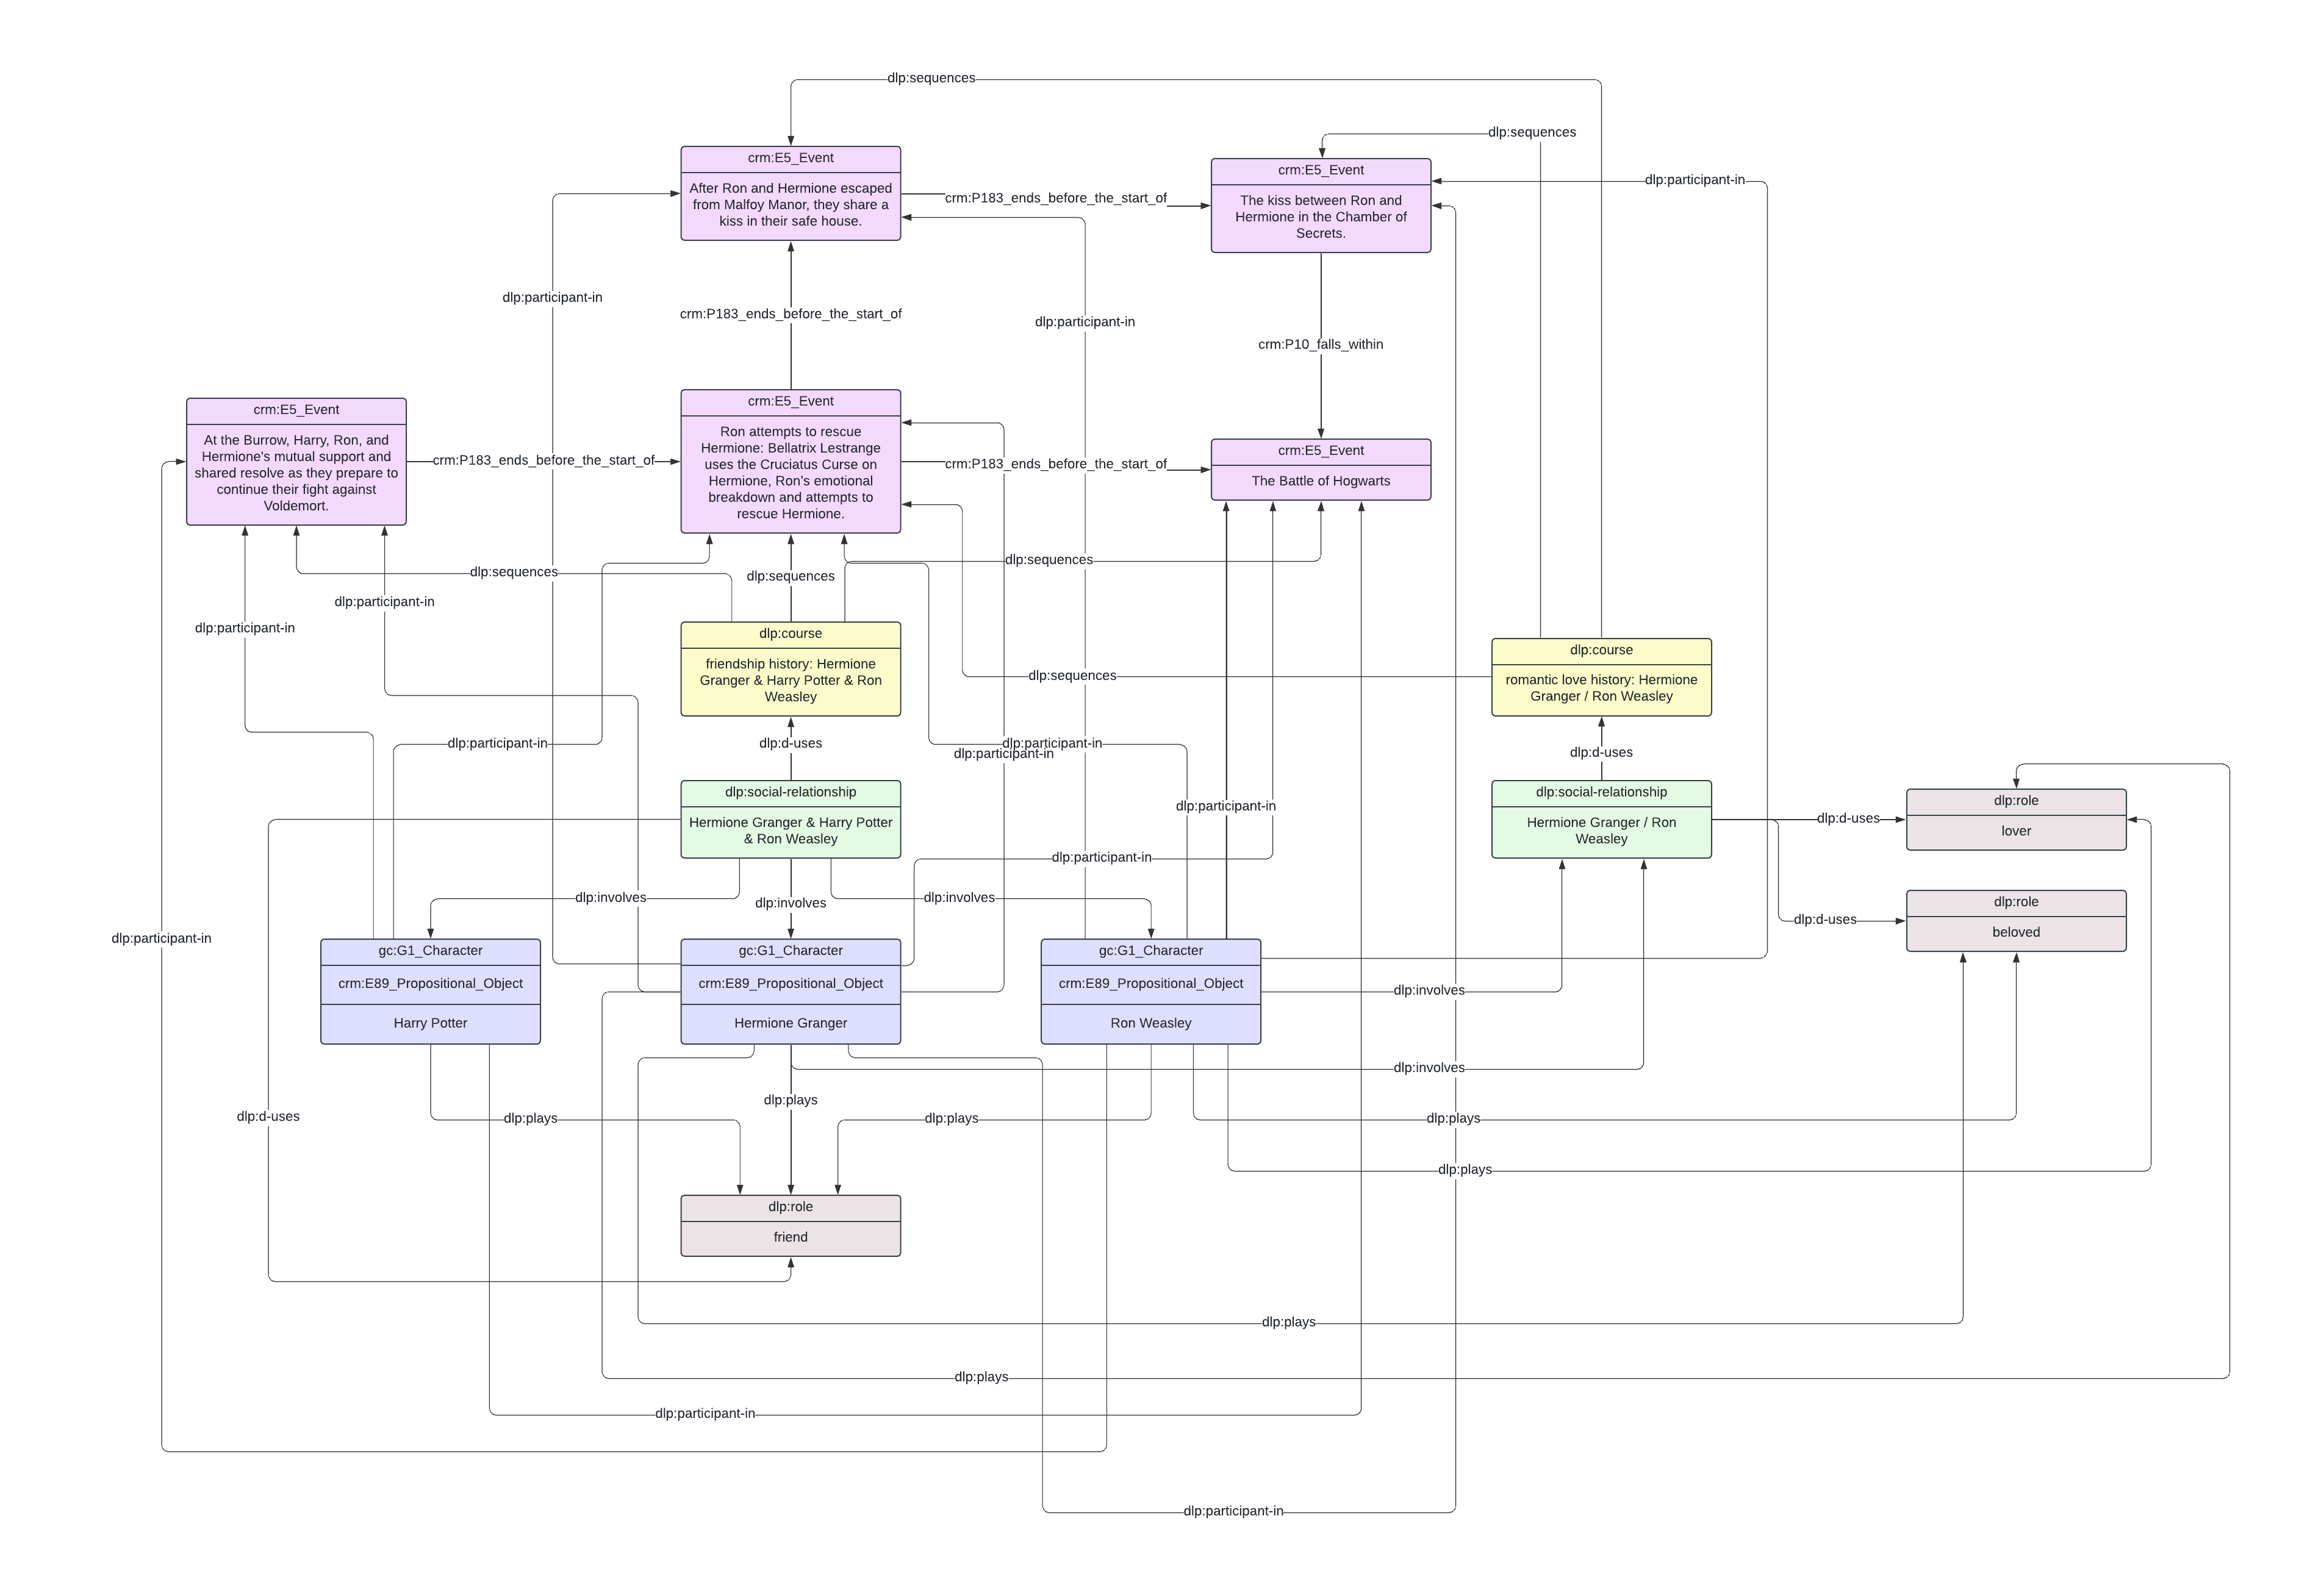 dlp:sequences
dlp:sequences
crm:E5_Event
After Ron and Hermione escaped
from Malfoy Manor, they share a
kiss in their safe house.
crm:P183_ends_before_the_start_of
crm:E5_Event
The kiss between Ron and
Hermione in the Chamber of
Secrets.
dlp:participant-in
dlp:participant-in
crm:P183_ends_before_the_start_of
dlp:participant-in
crm:P10_falls_within
crm:E5_Event
At the Burrow, Harry, Ron, and
Hermione's mutual support and
shared resolve as they prepare to
continue their fight against
Voldemort.
crm:P183_ends_before_the_start_of
crm:E5_Event
Ron attempts to rescue
Hermione: Bellatrix Lestrange
uses the Cruciatus Curse on
Hermione, Ron's emotional
breakdown and attempts to
rescue Hermione.
crm:P183_ends_before_the_start_of
crm:E5_Event
The Battle of Hogwarts
dlp:sequences
dlp:sequences
dlp:sequences
dlp:participant-in
dlp:participant-in
dlp:course
friendship history: Hermione
Granger & Harry Potter & Ron
Weasley
dlp:sequences
dlp:course
romantic love history: Hermione
Granger / Ron Weasley
dlp:participant-in
dlp:d-uses
dlp:participant-in
dlp:participant-in
dlp:d-uses
dlp:social-relationship
Hermione Granger & Harry Potter
& Ron Weasley
dlp:participant-in
dlp:participant-in
dlp:social-relationship
Hermione Granger / Ron
Weasley
dlp:d-uses
dlp:role
lover
dlp:involves
dlp:involves
dlp:involves
dlp:d-uses
dlp:role
beloved
dlp:participant-in
gc:G1_Character
crm:E89_Propositional_Object
Harry Potter
gc:G1_Character
crm:E89_Propositional_Object
Hermione Granger
gc:G1_Character
crm:E89_Propositional_Object
Ron Weasley
dlp:involves
dlp:involves
dlp:d-uses
dlp:plays
dlp:plays
dlp:plays
dlp:plays
dlp:plays
dlp:role
friend
dlp:plays
dlp:plays
dlp:participant-in
dlp:participant-in